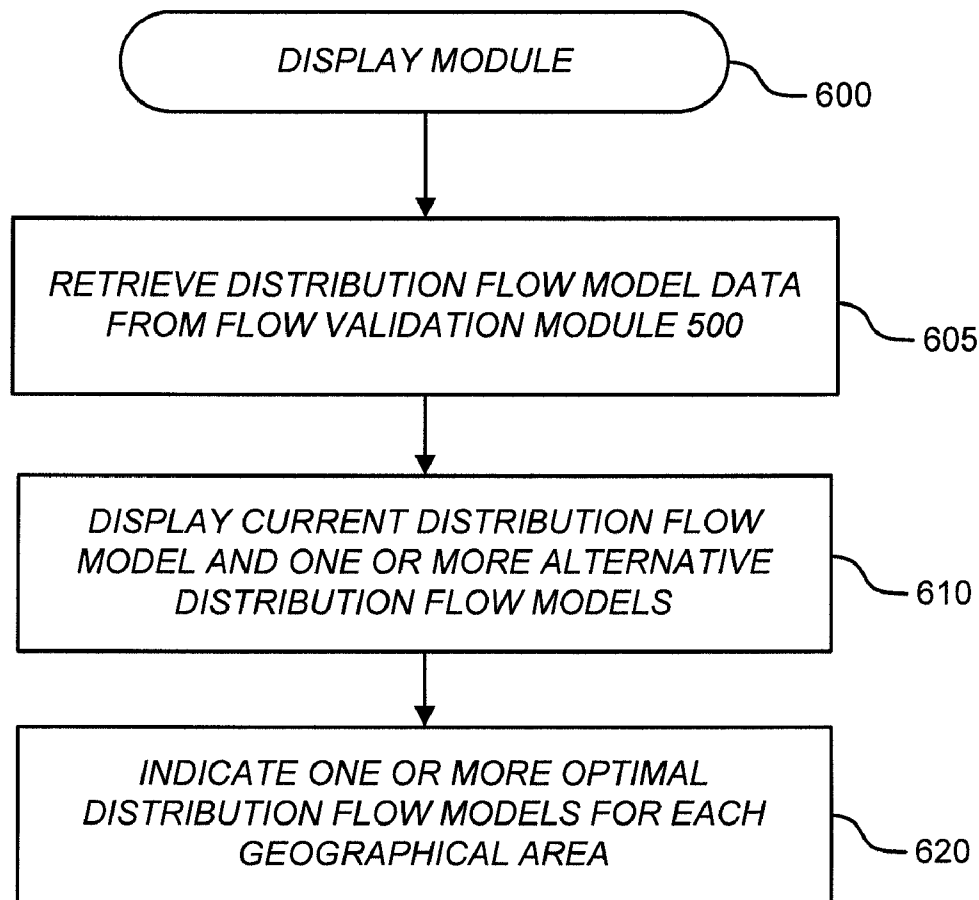 DISPLAY MODULE
600
RETRIEVE DISTRIBUTION FLOW MODEL DATA
FROM FLOW VALIDATION MODULE 500
605
DISPLAY CURRENT DISTRIBUTION FLOW
MODEL AND ONE OR MORE ALTERNATIVE
DISTRIBUTION FLOW MODELS
610
INDICATE ONE OR MORE OPTIMAL
DISTRIBUTION FLOW MODELS FOR EACH
GEOGRAPHICAL AREA
620